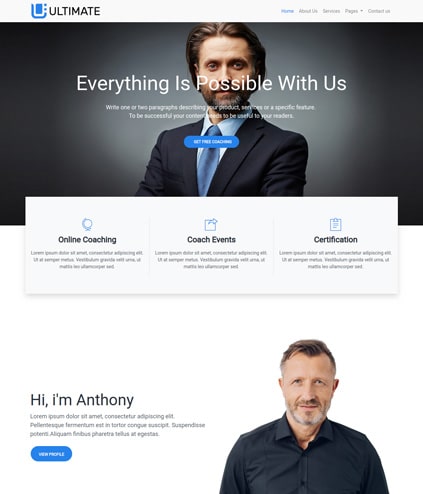 ULTIMATE
Home About Us Services Pages Contact us
Everything Is Possible With Us
Write one or two paragraphs describing your product, services or a specific feature.
To be successful your content needs to be useful to your readers.
GET FREE COACHING
Online Coaching
Lorem ipsum dolor sit amet, consectetur adipiscing elit.
Ut at semper metus. Vestibulum gravida velit urna, ut
mattis leo ullamcorper sed.
Coach Events
Lorem ipsum dolor sit amet, consectetur adipiscing elit.
Ut at semper metus. Vestibulum gravida velit urna, ut
mattis leo ullamcorper sed.
Certification
Lorem ipsum dolor sit amet, consectetur adipiscing elit.
Ut at semper metus. Vestibulum gravida velit urna, ut
mattis leo ullamcorper sed.
Hi, i'm Anthony
Lorem ipsum dolor sit amet, consectetur adipiscing elit.
Pellentesque fermentum est in tortor congue suscipit. Suspendisse
potenti.Aliquam finibus pharetra tellus at egestas.
VIEW PROFILE